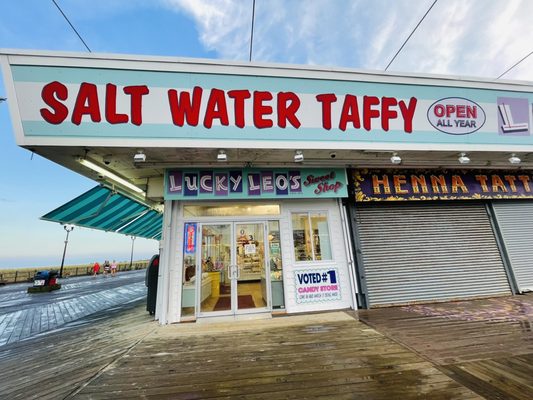 SALT WATER TAFFY
OPEN
ALL YEAR
L
LUCKY LEO'S Sweet Shop
HENNA TATT
VOTED #1
CANDY STORE